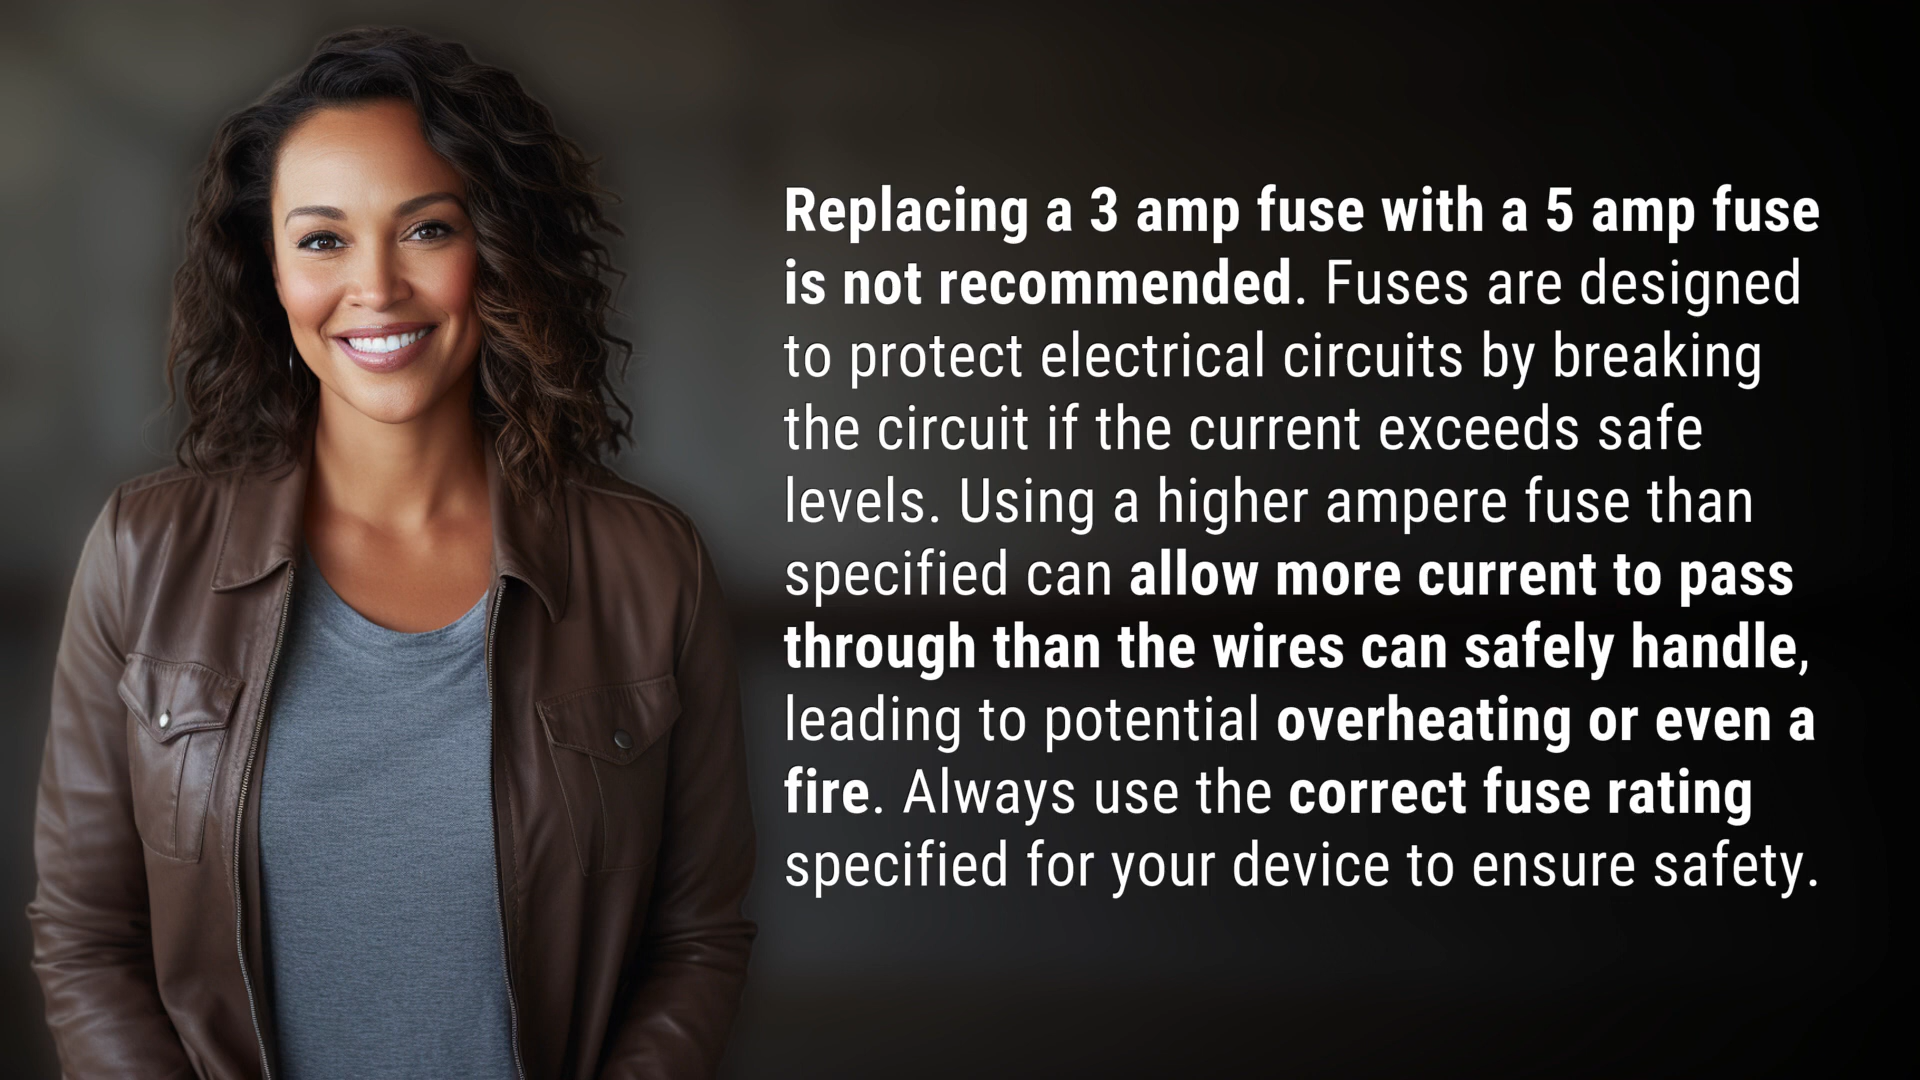 Replacing a 3 amp fuse with a 5 amp fuse
is not recommended. Fuses are designed
to protect electrical circuits by breaking
the circuit if the current exceeds safe
levels. Using a higher ampere fuse than
specified can allow more current to pass
through than the wires can safely handle,
leading to potential overheating or even a
fire. Always use the correct fuse rating
specified for your device to ensure safety.